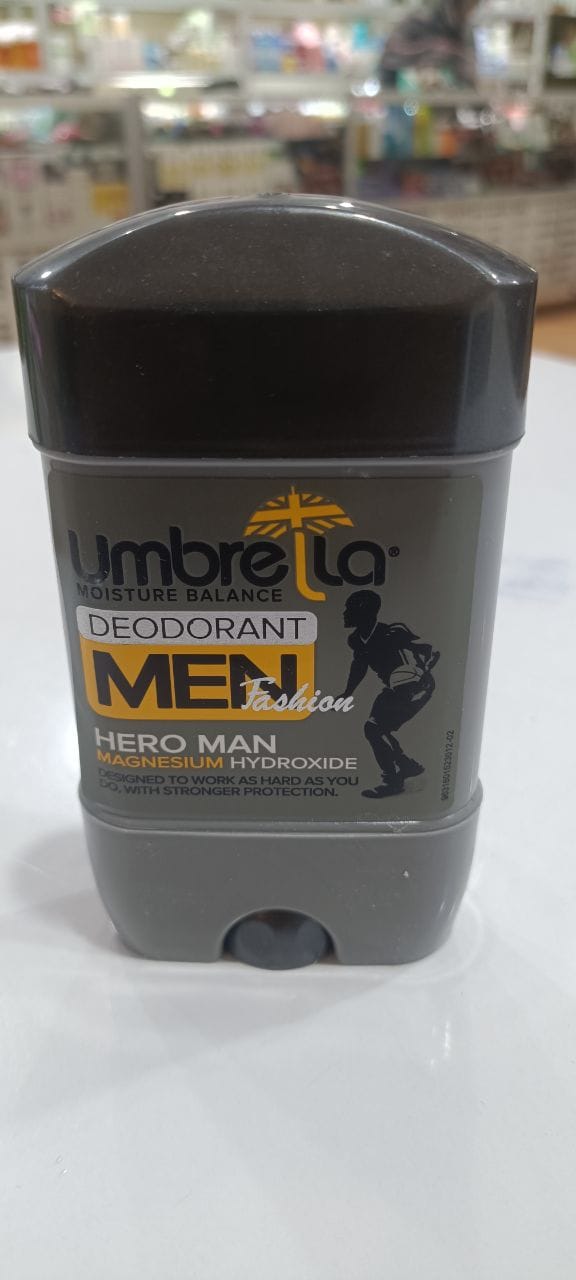 umbrella®
MOISTURE BALANCE
DEODORANT
MEN
Fashion
HERO MAN
MAGNESIUM HYDROXIDE
DESIGNED TO WORK AS HARD AS YOU
DO, WITH STRONGER PROTECTION.